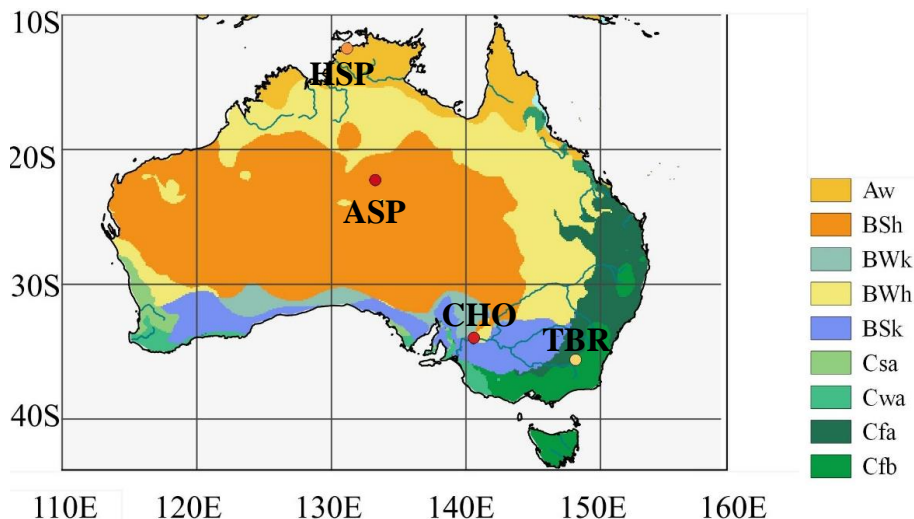 10S
HSP
20S
ASP
30S
CHO
TBR
40S
110E 120E 130E 140E 150E 160E
Aw
BSh
BWk
BWh
BSk
Csa
Cwa
Cfa
Cfb